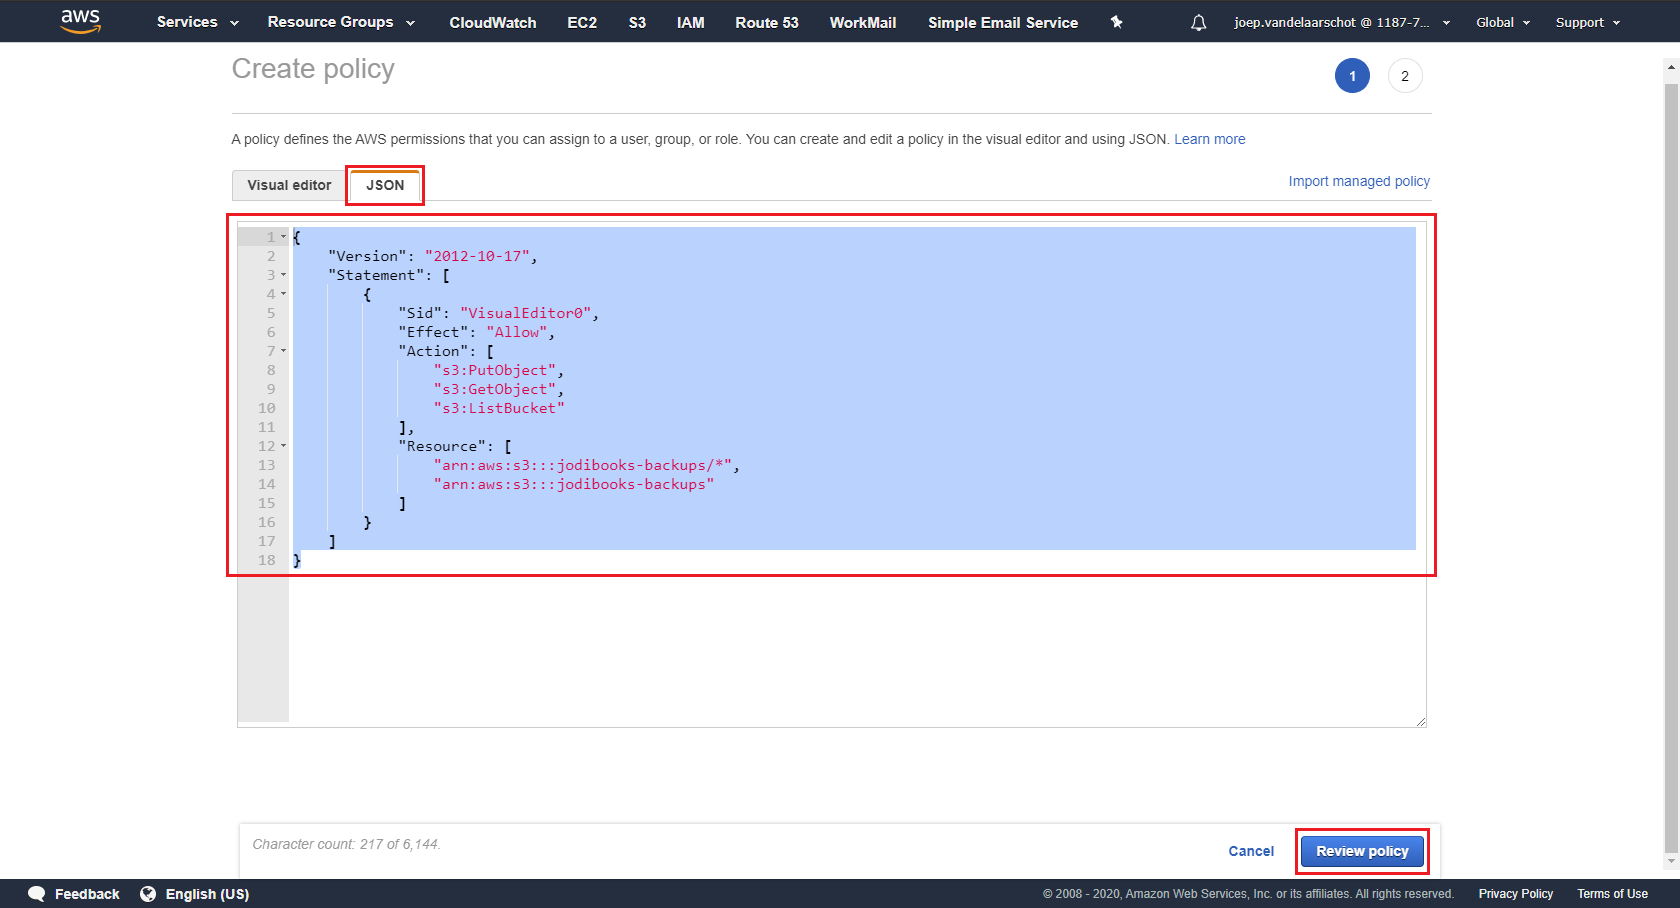 aws Services Resource Groups CloudWatch EC2 S3 IAM Route 53 WorkMail Simple Email Service joep.vandelaarschot @ 1187-7... Global Support
Create policy
1 2
A policy defines the AWS permissions that you can assign to a user, group, or role. You can create and edit a policy in the visual editor and using JSON. Learn more
Visual editor JSON Import managed policy
1 {
2 "Version": "2012-10-17",
3 "Statement": [
4 {
5 "Sid": "VisualEditor0",
6 "Effect": "Allow",
7 "Action": [
8 "s3:PutObject",
9 "s3:GetObject",
10 "s3:ListBucket"
11 ],
12 "Resource": [
13 "arn:aws:s3:::jodibooks-backups/*",
14 "arn:aws:s3:::jodibooks-backups"
15 ]
16 }
17 ]
18 }
Character count: 217 of 6,144.
Cancel Review policy
Feedback English (US) © 2008 - 2020, Amazon Web Services, Inc. or its affiliates. All rights reserved. Privacy Policy Terms of Use